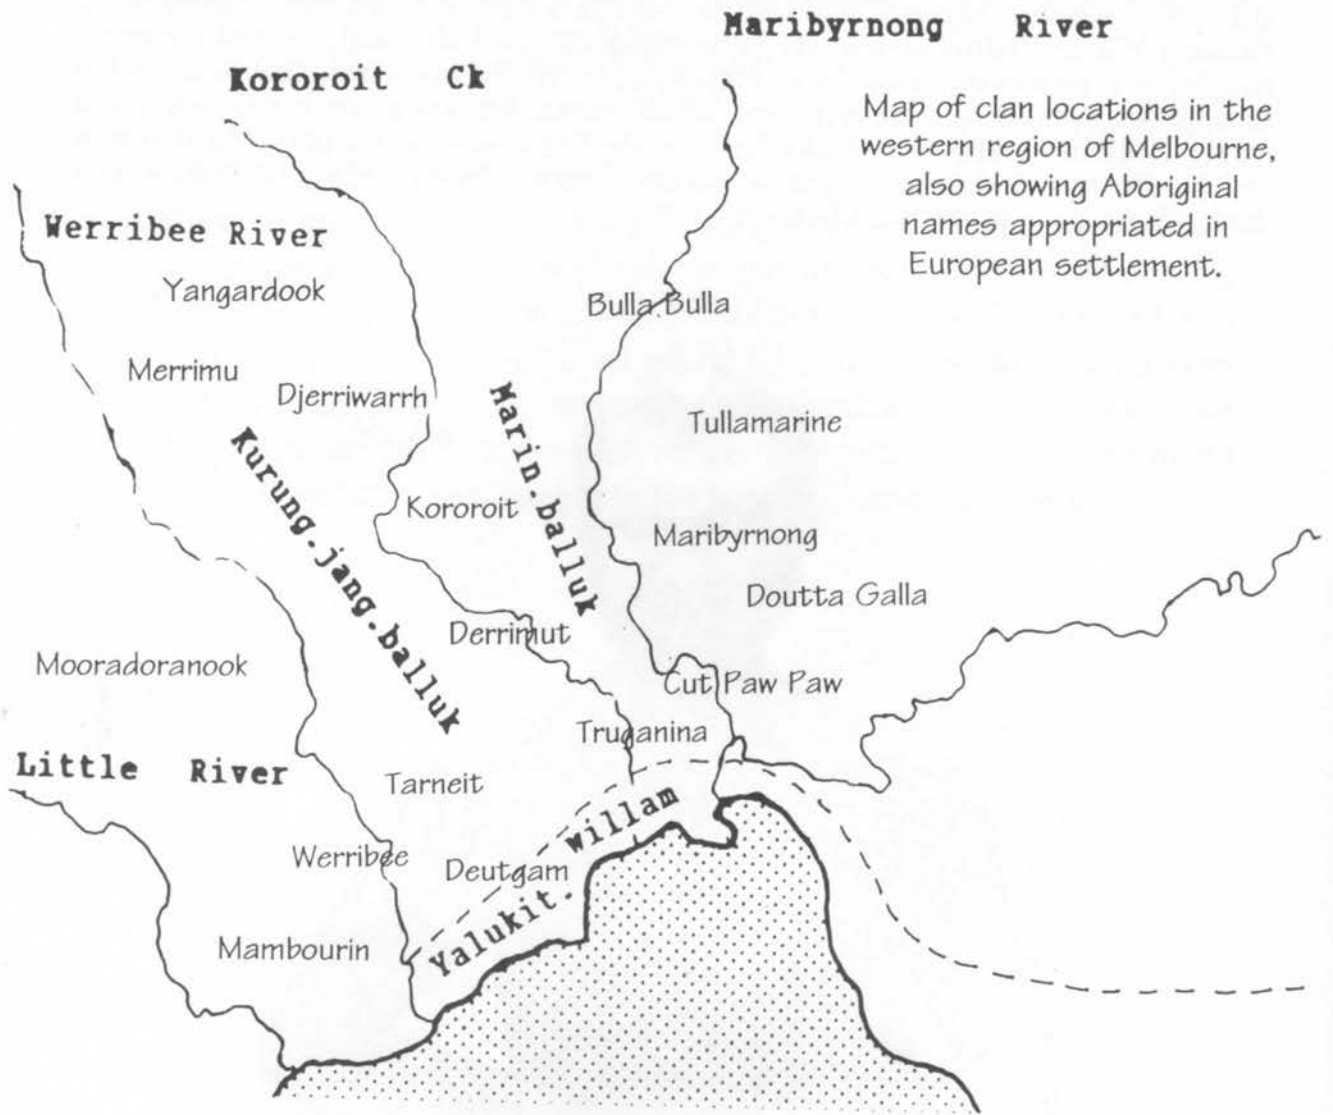 Maribyrnong River
Kororoit Ck
Map of clan locations in the
western region of Melbourne,
also showing Aboriginal
names appropriated in
European settlement.
Werribee River
Yangardook
Bulla Bulla
Merrimu
Djerriwarrh
Marin.balluk
Tullamarine
Kurung.jang.balluk
Kororoit
Maribyrnong
Doutta Galla
Derrimut
Mooradoranook
Cut Paw Paw
Truganina
Little River
Tarneit
Yalukit. Willam
Werribee
Deutgam
Mambourin